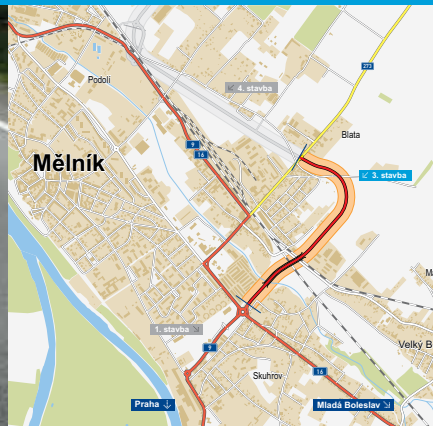 Podolí
↙ 4. stavba
273
Blata
9
16
Mělník
↙ 3. stavba
1. stavba ↘
Velký B
9
16
Skuhrov
Praha ↓
Mladá Boleslav ↘